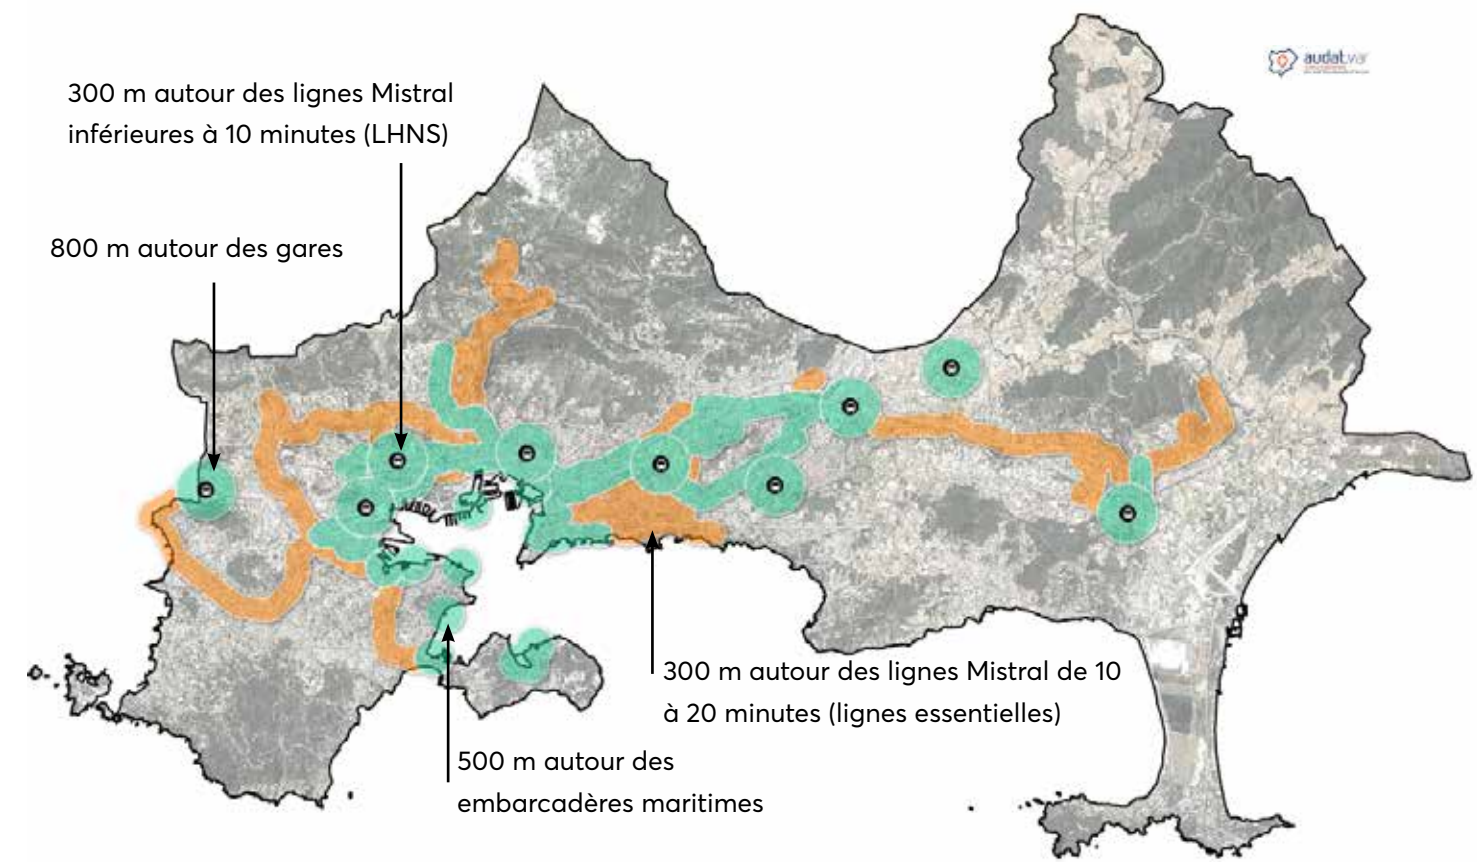 audat.var
300 m autour des lignes Mistral
inférieures à 10 minutes (LHNS)
800 m autour des gares
300 m autour des lignes Mistral de 10
à 20 minutes (lignes essentielles)
500 m autour des
embarcadères maritimes